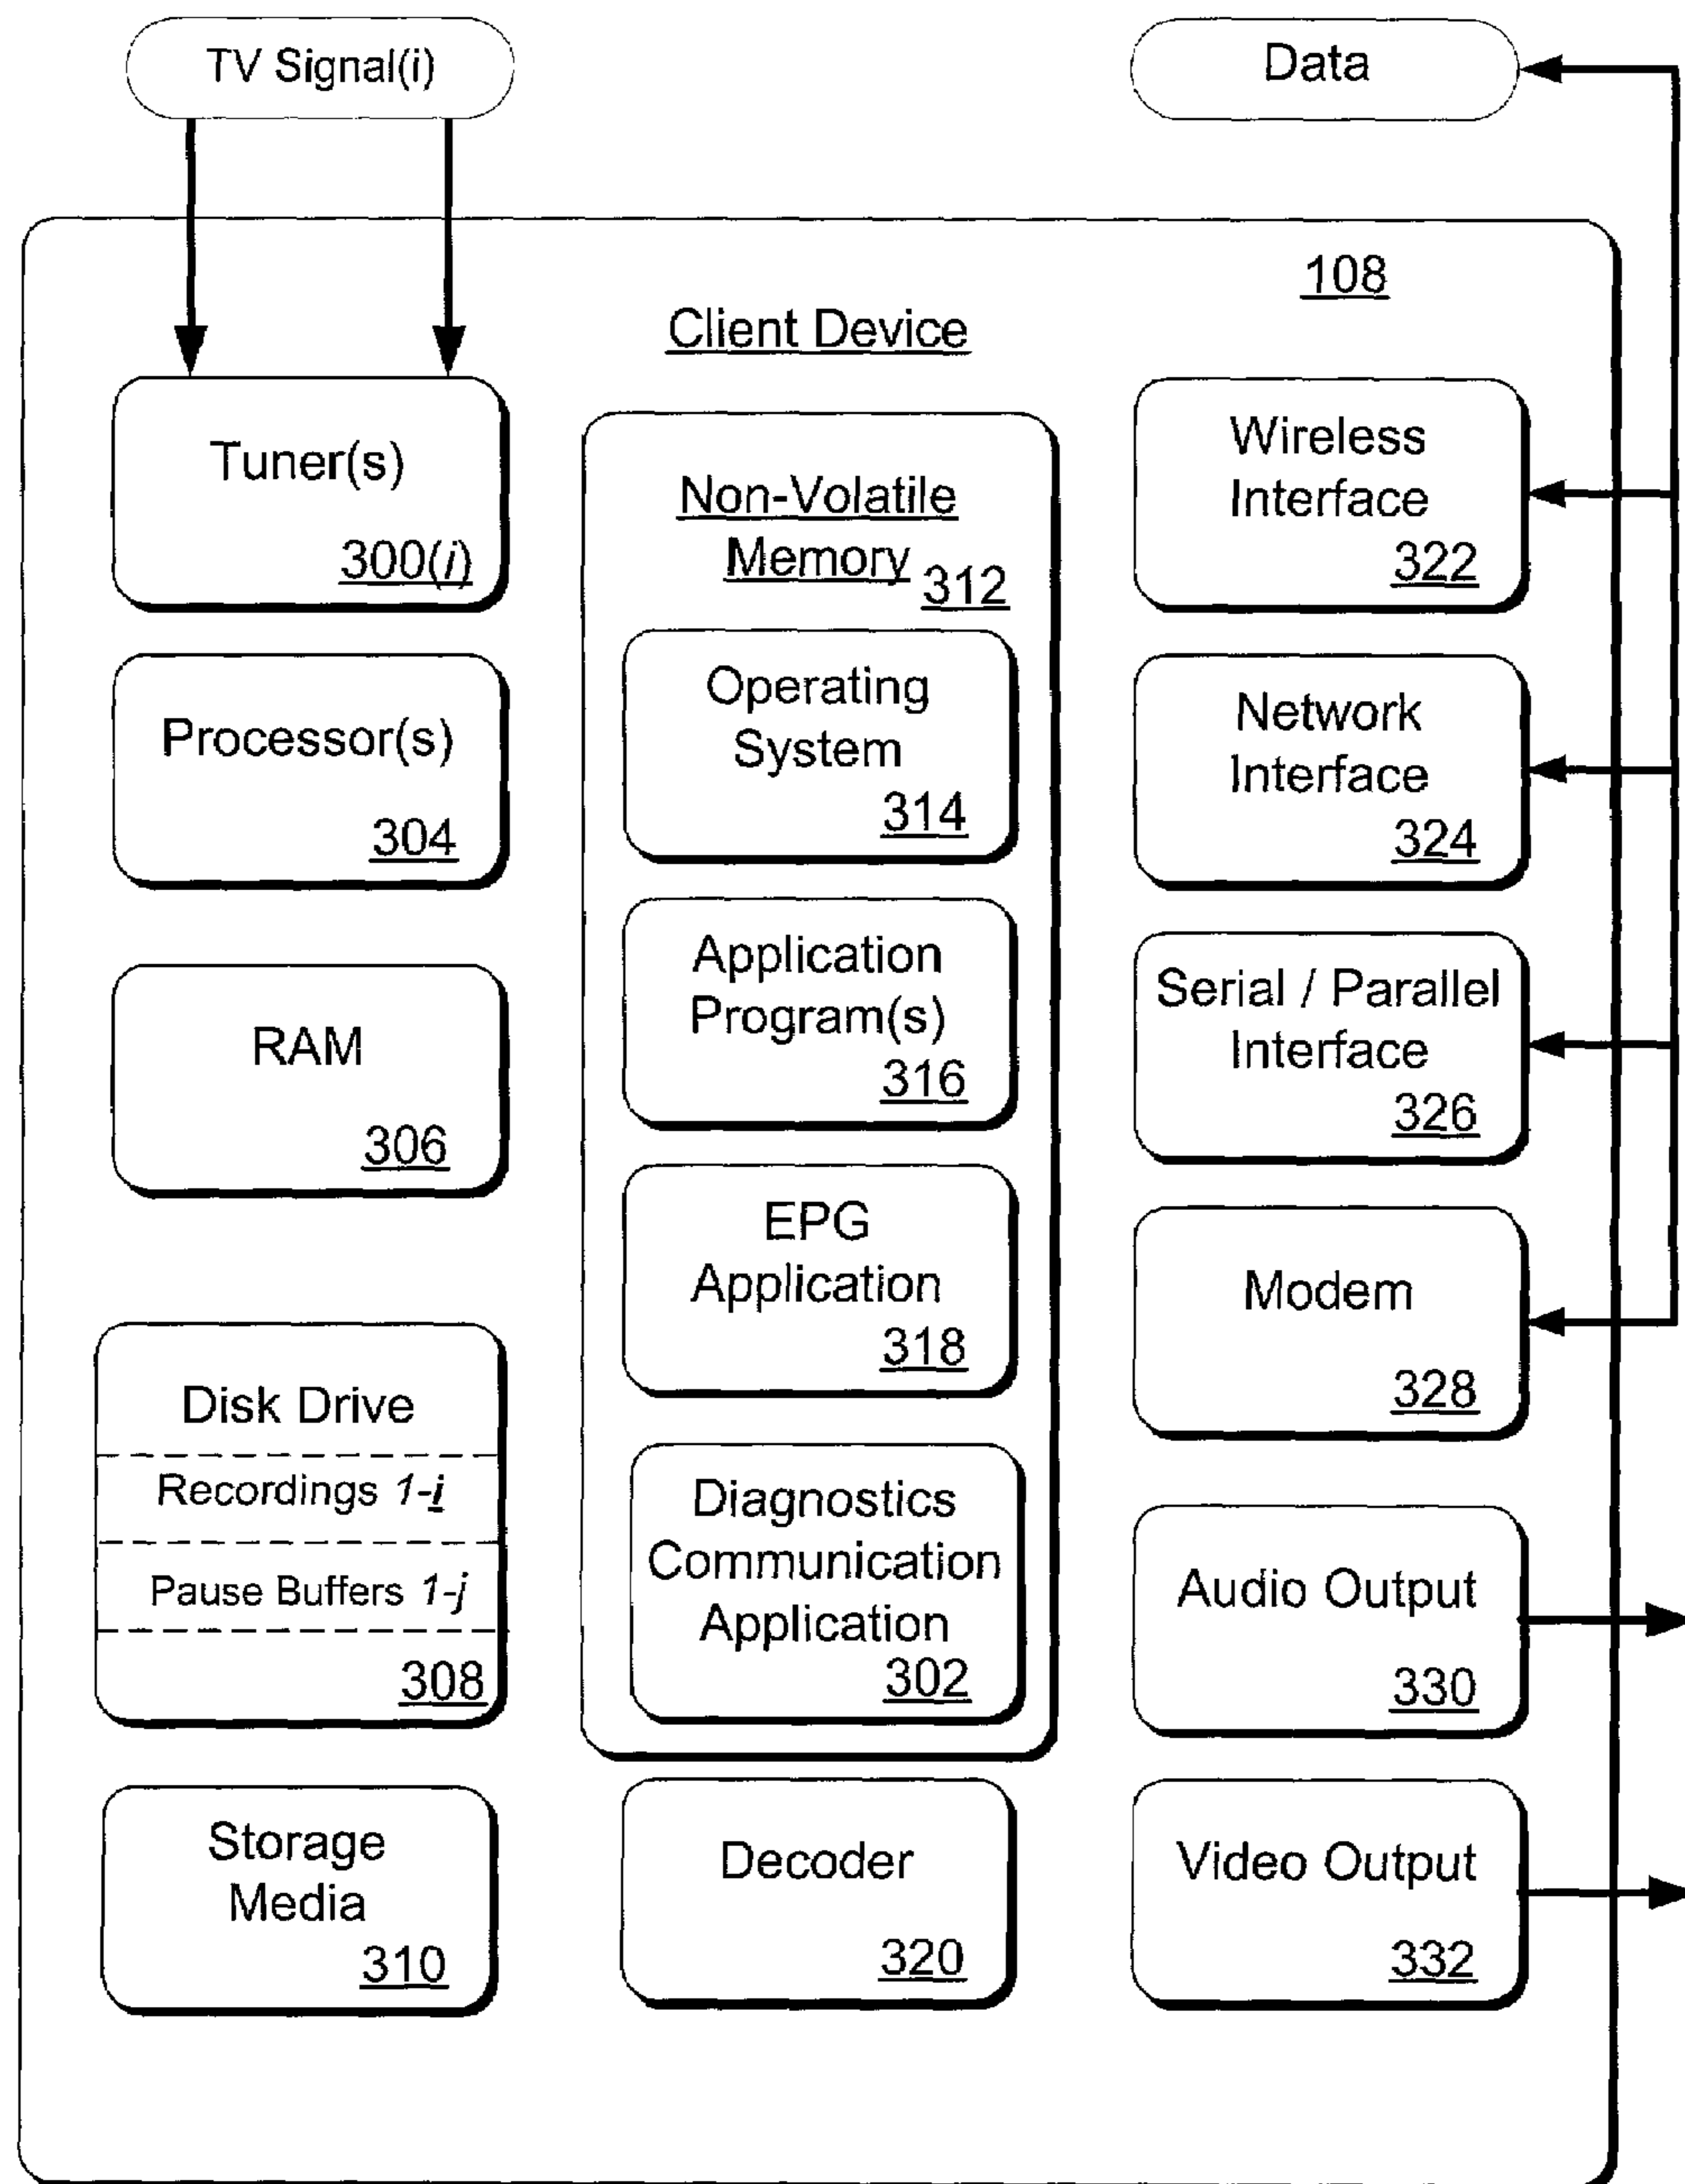 TV Signal(i)
Data
108
Client Device
Tuner(s)
300(i)
Processor(s)
304
RAM
306
Disk Drive
Recordings 1-i
Pause Buffers 1-j
308
Storage
Media
310
Non-Volatile
Memory
312
Operating
System
314
Application
Program(s)
316
EPG
Application
318
Diagnostics
Communication
Application
302
Decoder
320
Wireless
Interface
322
Network
Interface
324
Serial / Parallel
Interface
326
Modem
328
Audio Output
330
Video Output
332